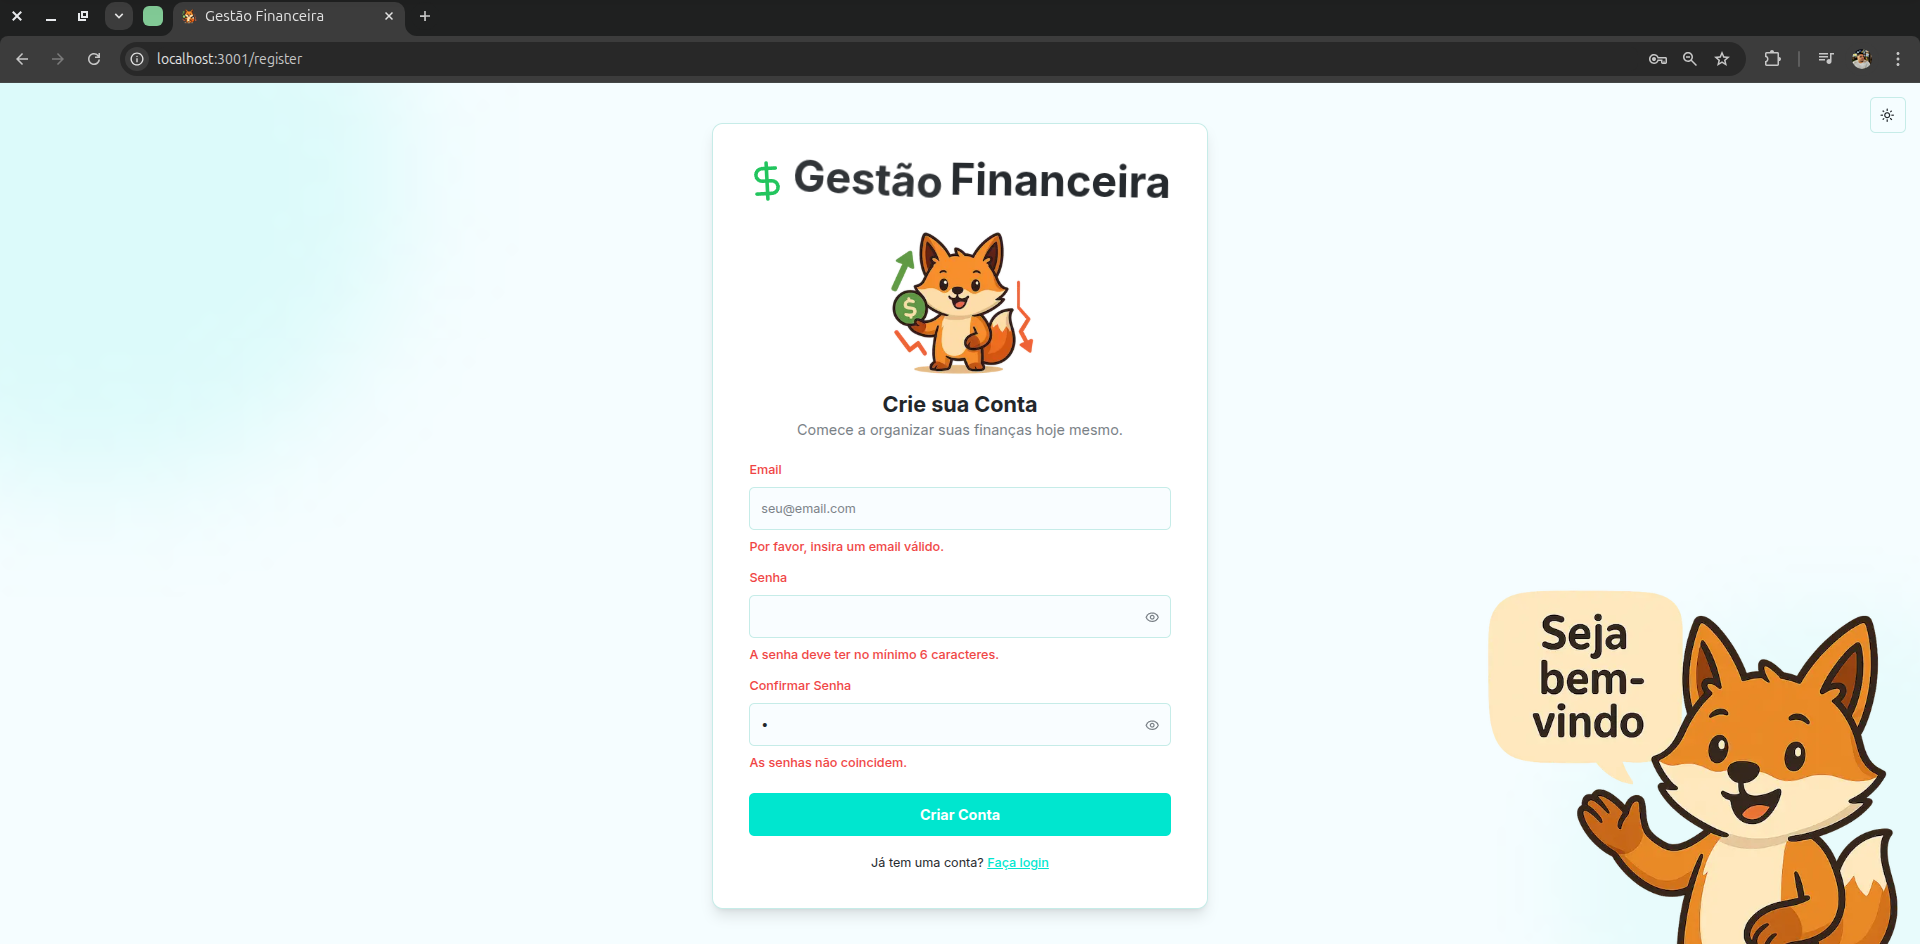 Gestão Financeira
localhost:3001/register
$ Gestão Financeira
$
Crie sua Conta
Comece a organizar suas finanças hoje mesmo.
Email
seu@email.com
Por favor, insira um email válido.
Senha
A senha deve ter no mínimo 6 caracteres.
Confirmar Senha
•
As senhas não coincidem.
Criar Conta
Já tem uma conta? Faça login
Seja
bem-
vindo